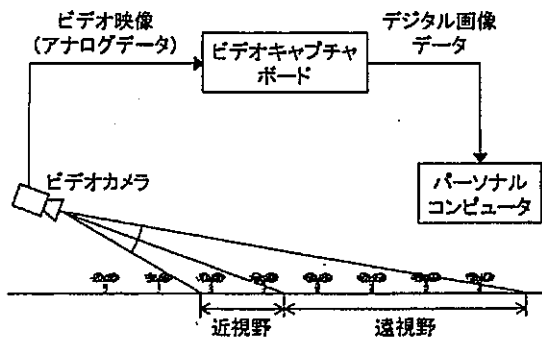 ビデオ映像
(アナログデータ)
ビデオキャプチャ
ボード
デジタル画像
データ
ビデオカメラ
パーソナル
コンピュータ
近視野
遠視野